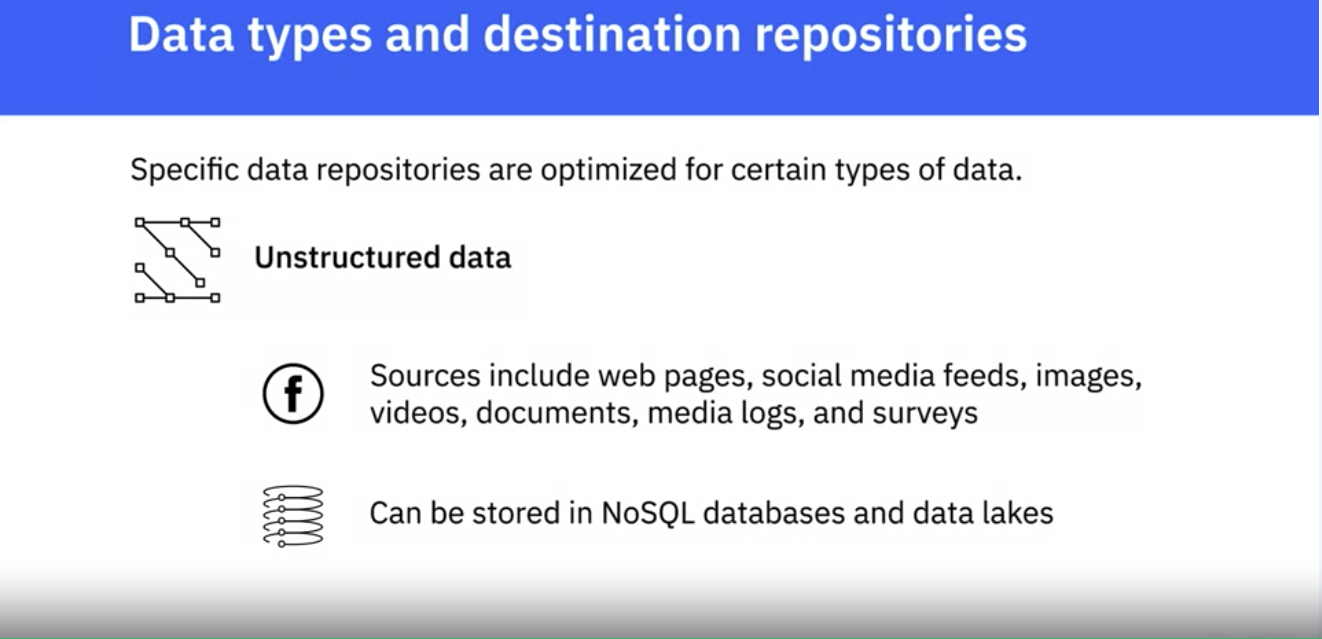 Data types and destination repositories
Specific data repositories are optimized for certain types of data.
Unstructured data
Sources include web pages, social media feeds, images,
videos, documents, media logs, and surveys
Can be stored in NoSQL databases and data lakes